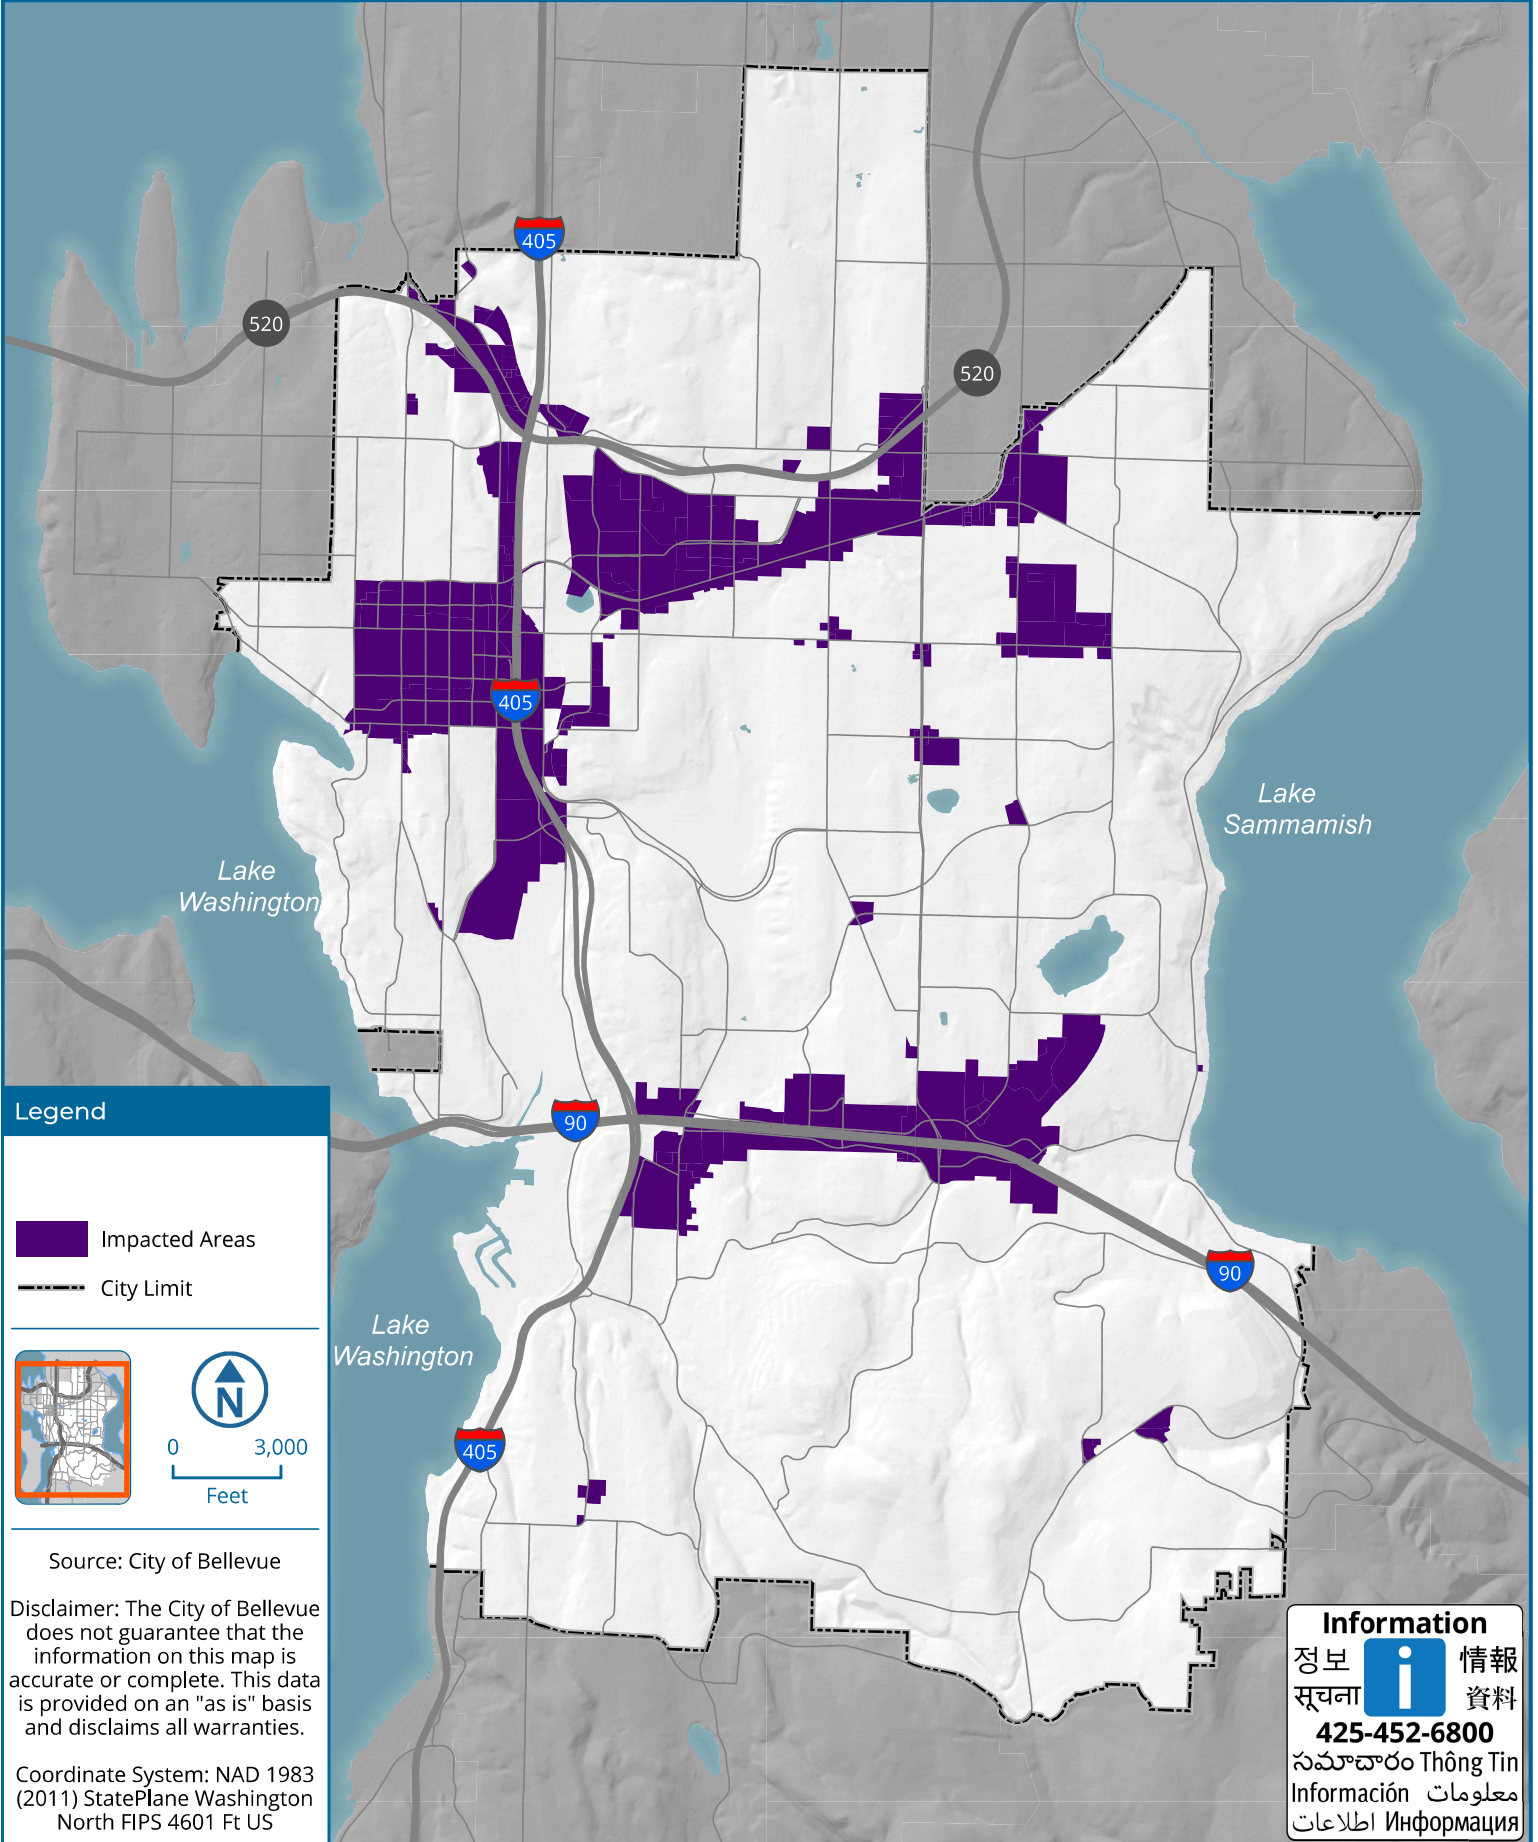 405
520
520
405
Lake
Sammamish
Lake
Washington
Legend
90
Impacted Areas
City Limit
90
Lake
Washington
N
0 3,000
Feet
405
Source: City of Bellevue
Disclaimer: The City of Bellevue
does not guarantee that the
information on this map is
accurate or complete. This data
is provided on an "as is" basis
and disclaims all warranties.
Coordinate System: NAD 1983
(2011) StatePlane Washington
North FIPS 4601 Ft US
Information
정보 i 情報
सूचना 資料
425-452-6800
సమాచారం Thông Tin
Información معلومات
اطلاعات Информация